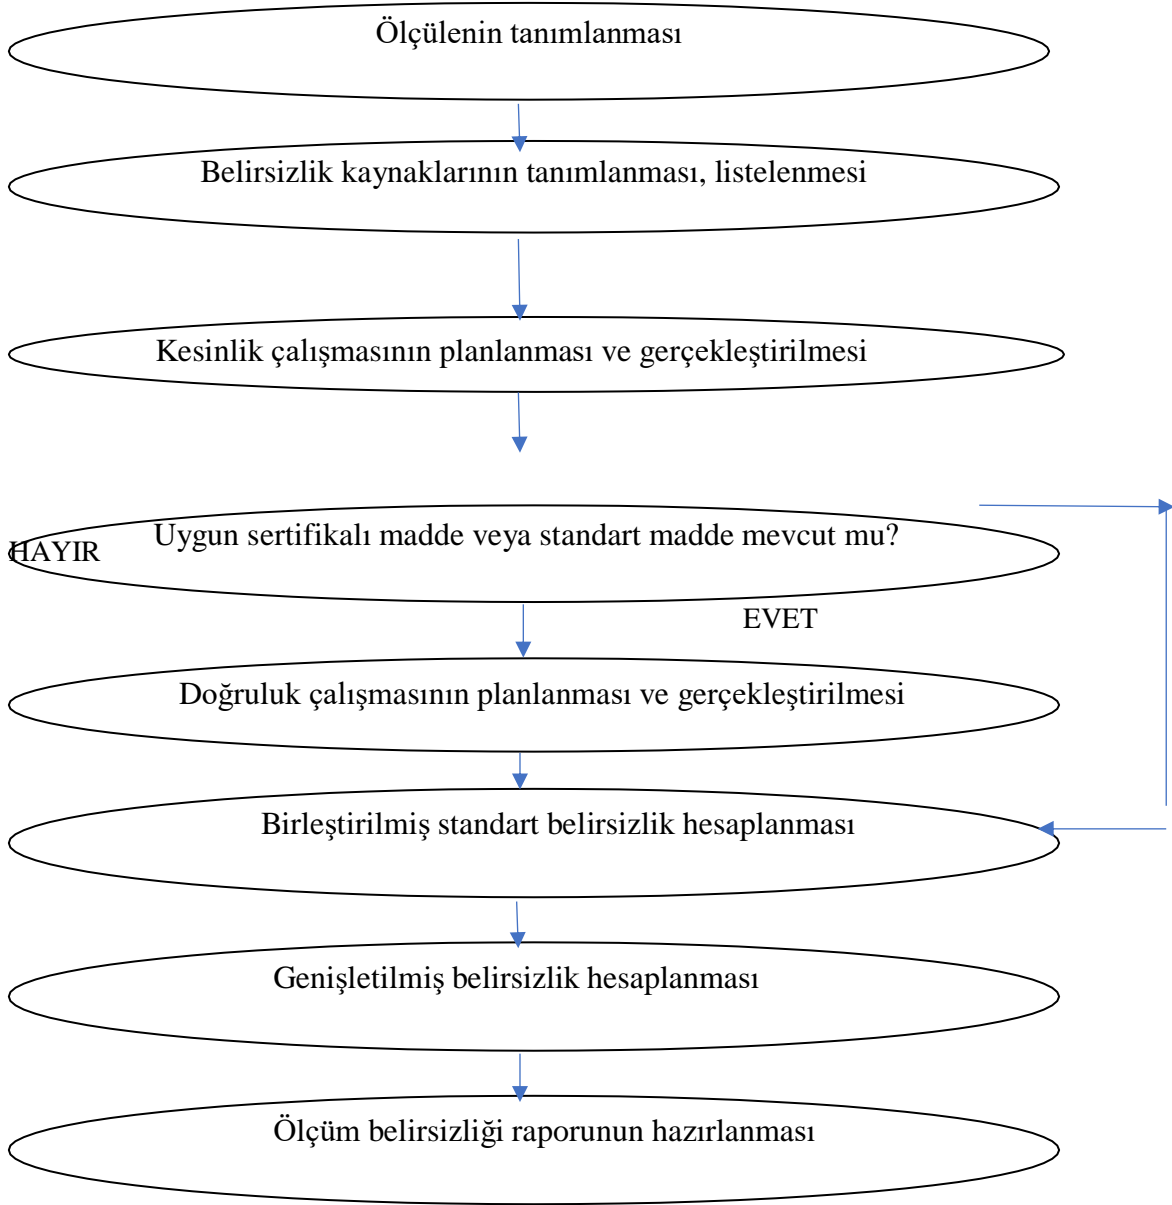 Ölçülenin tanımlanması
Belirsizlik kaynaklarının tanımlanması, listelenmesi
Kesinlik çalışmasının planlanması ve gerçekleştirilmesi
Uygun sertifikalı madde veya standart madde mevcut mu?
HAYIR
EVET
Doğruluk çalışmasının planlanması ve gerçekleştirilmesi
Birleştirilmiş standart belirsizlik hesaplanması
Genişletilmiş belirsizlik hesaplanması
Ölçüm belirsizliği raporunun hazırlanması